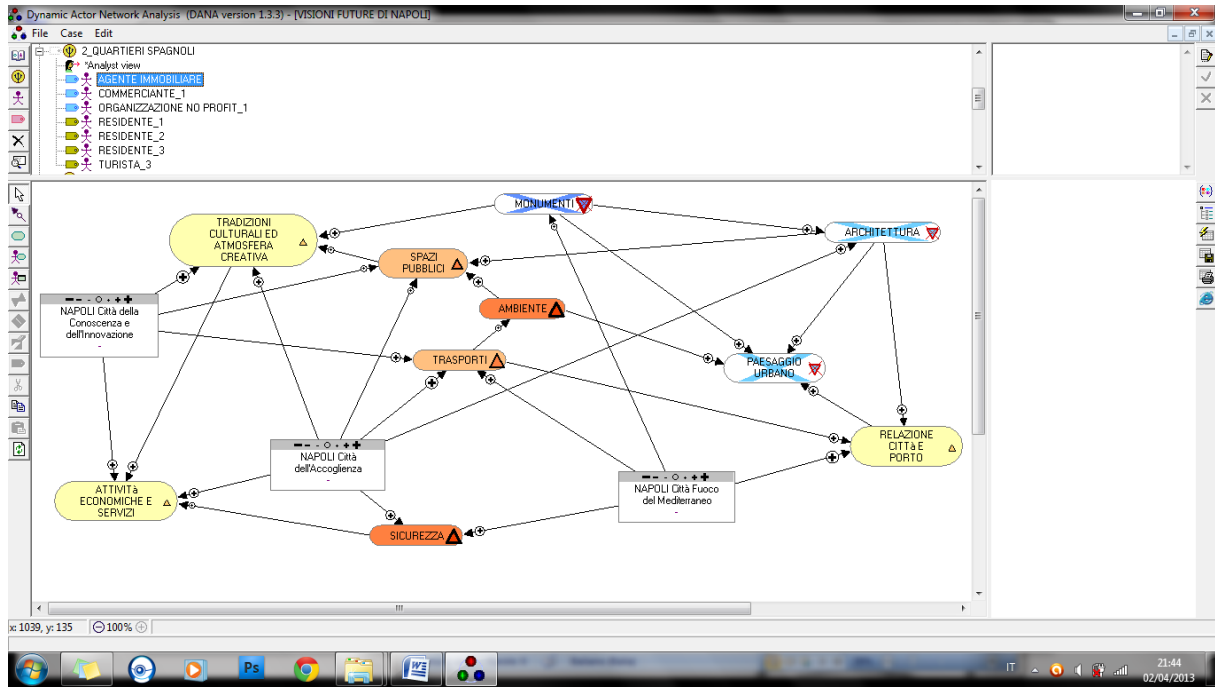 Dynamic Actor Network Analysis (DANA version 1.3.3) - [VISIONI FUTURE DI NAPOLI]
File Case Edit
2_QUARTIERI SPAGNOLI
*Analyst view
AGENTE IMMOBILIARE
COMMERCIANTE_1
ORGANIZZAZIONE NO PROFIT_1
RESIDENTE_1
RESIDENTE_2
RESIDENTE_3
TURISTA_3
MONUMENTI
TRADIZIONI
CULTURALI ED
ATMOSFERA
CREATIVA
ARCHITETTURA
SPAZI
PUBBLICI
AMBIENTE
NAPOLI Città della
Conoscenza e
dell'Innovazione
-
TRASPORTI
PAESAGGIO
URBANO
RELAZIONE
CITTà E
PORTO
NAPOLI Città
dell'Accoglienza
-
NAPOLI Città Fuoco
del Mediterraneo
-
ATTIVITà
ECONOMICHE E
SERVIZI
SICUREZZA
x: 1039, y: 135 100%
Ps
W
IT
21:44
02/04/2013